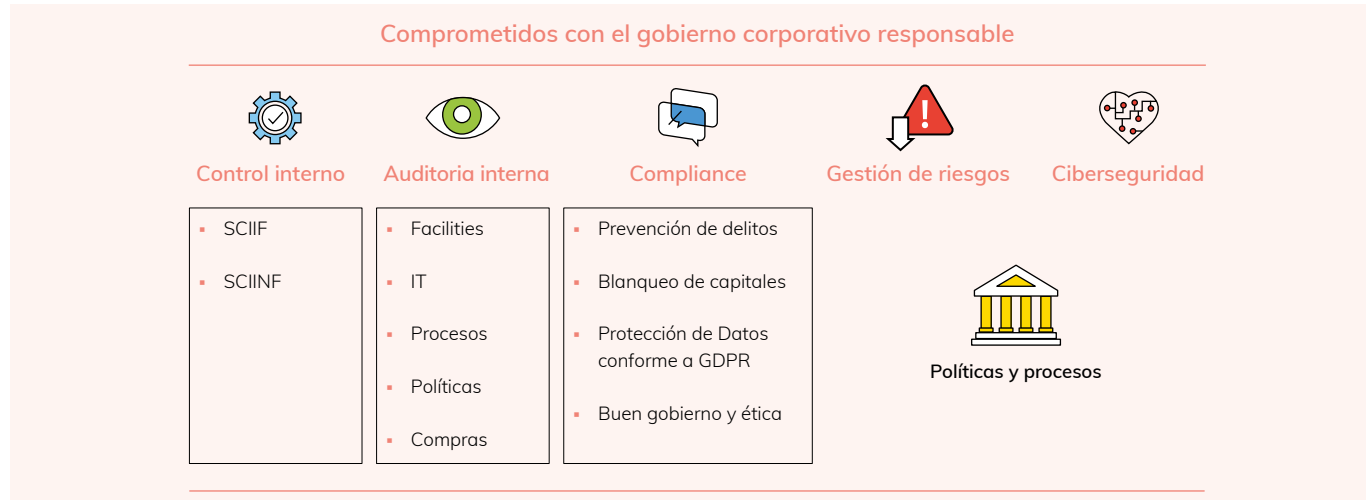 Comprometidos con el gobierno corporativo responsable
Control interno
Auditoria interna
Compliance
Gestión de riesgos
Ciberseguridad
▪ SCIIF
▪ SCIINF
▪ Facilities
▪ IT
▪ Procesos
▪ Políticas
▪ Compras
▪ Prevención de delitos
▪ Blanqueo de capitales
▪ Protección de Datos
conforme a GDPR
▪ Buen gobierno y ética
Políticas y procesos